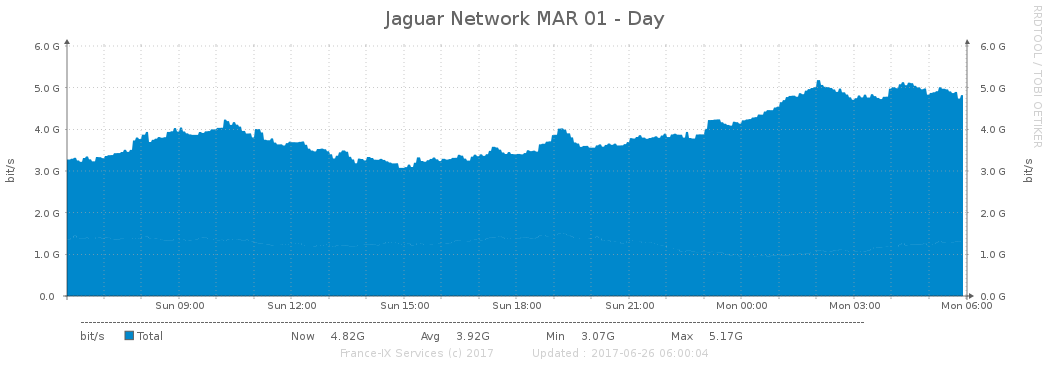 Jaguar Network MAR 01 - Day
RRDTOOL / TOBI OETIKER
bit/s
6.0 G
5.0 G
4.0 G
3.0 G
2.0 G
1.0 G
0.0
6.0 G
5.0 G
4.0 G
3.0 G
2.0 G
1.0 G
0.0 G
bit/s
Sun 09:00 Sun 12:00 Sun 15:00 Sun 18:00 Sun 21:00 Mon 00:00 Mon 03:00 Mon 06:00
bit/s Total Now 4.82G Avg 3.92G Min 3.07G Max 5.17G
France-IX Services (c) 2017 Updated : 2017-06-26 06:00:04